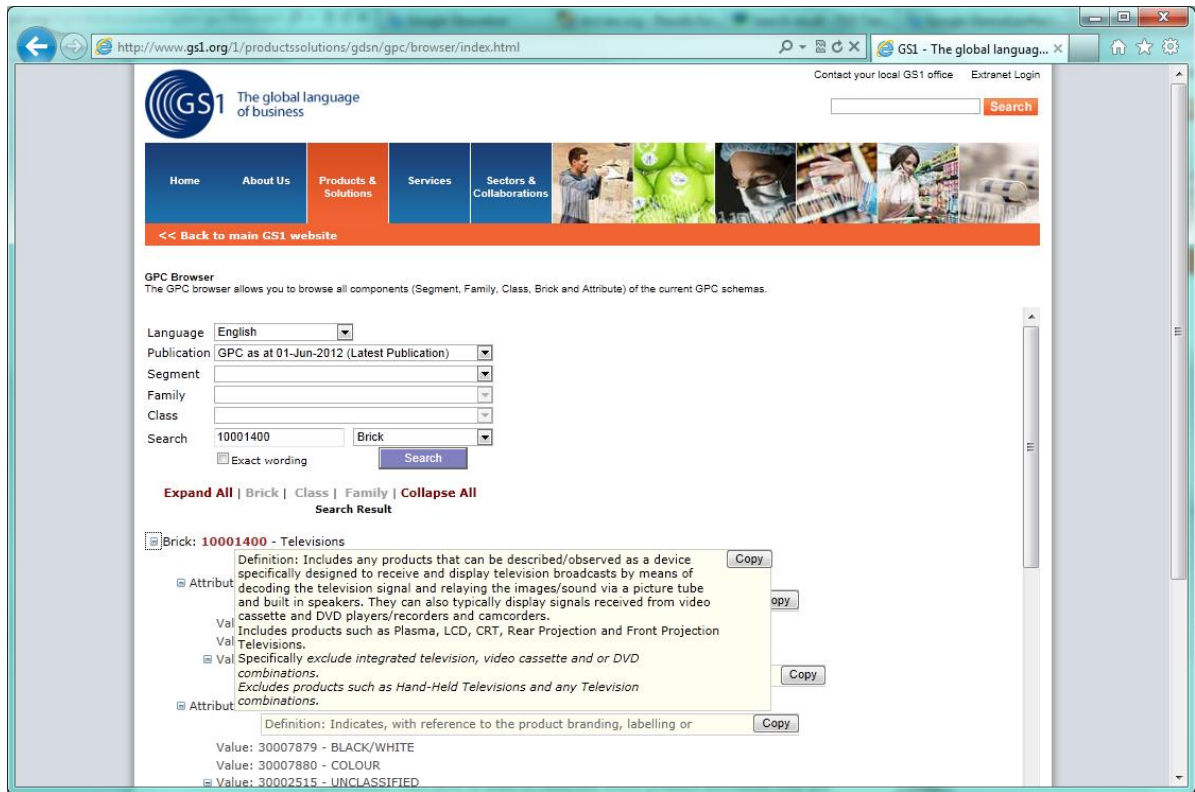 http://www.gs1.org/1/productssolutions/gdsn/gpc/browser/index.html
GS1 - The global languag...
Contact your local GS1 office Extranet Login
GS1 The global language
of business
Search
Home About Us Products &
Solutions Services Sectors &
Collaborations
<< Back to main GS1 website
GPC Browser
The GPC browser allows you to browse all components (Segment, Family, Class, Brick and Attribute) of the current GPC schemas.
Language English
Publication GPC as at 01-Jun-2012 (Latest Publication)
Segment
Family
Class
Search 10001400 Brick
Exact wording Search
Expand All | Brick | Class | Family | Collapse All
Search Result
Brick: 10001400 - Televisions
Definition: Includes any products that can be described/observed as a device Copy
specifically designed to receive and display television broadcasts by means of
Attribut decoding the television signal and relaying the images/sound via a picture tube
and built in speakers. They can also typically display signals received from video opy
cassette and DVD players/recorders and camcorders.
Val Includes products such as Plasma, LCD, CRT, Rear Projection and Front Projection
Val Televisions.
Val Specifically exclude integrated television, video cassette and or DVD
combinations. Copy
Excludes products such as Hand-Held Televisions and any Television
Attribut combinations.
Definition: Indicates, with reference to the product branding, labelling or Copy
Value: 30007879 - BLACK/WHITE
Value: 30007880 - COLOUR
Value: 30002515 - UNCLASSIFIED